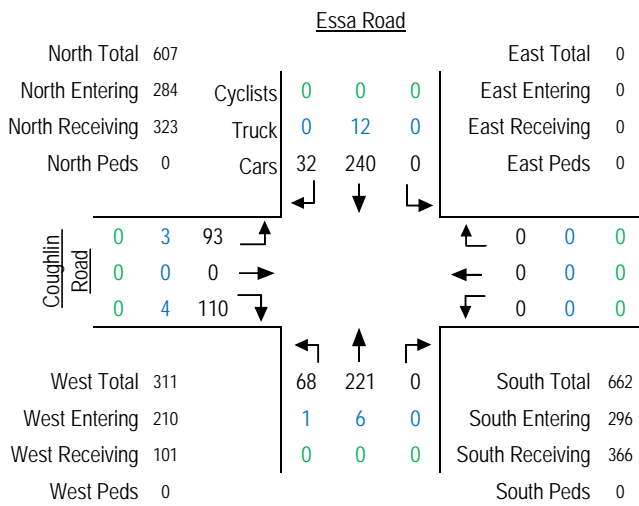 Essa Road
North Total 607
East Total 0
North Entering 284
Cyclists 0 0 0
East Entering 0
North Receiving 323
Truck 0 12 0
East Receiving 0
North Peds 0
Cars 32 240 0
East Peds 0
Coughlin
Road
0 3 93
0 0 0
0 4 110
0 0 0
0 0 0
0 0 0
West Total 311
68 221 0
South Total 662
West Entering 210
1 6 0
South Entering 296
West Receiving 101
0 0 0
South Receiving 366
West Peds 0
South Peds 0